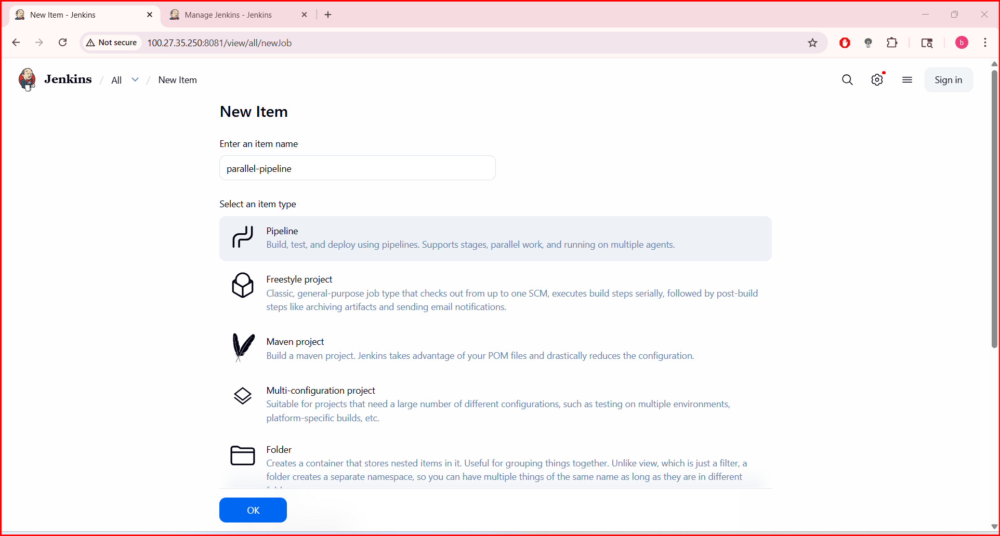 New Item - Jenkins
Manage Jenkins - Jenkins
Not secure
100.27.35.250:8081/view/all/newJob
b
Jenkins / All / New Item
Sign in
New Item
Enter an item name
parallel-pipeline
Select an item type
Pipeline
Build, test, and deploy using pipelines. Supports stages, parallel work, and running on multiple agents.
Freestyle project
Classic, general-purpose job type that checks out from up to one SCM, executes build steps serially, followed by post-build
steps like archiving artifacts and sending email notifications.
Maven project
Build a maven project. Jenkins takes advantage of your POM files and drastically reduces the configuration.
Multi-configuration project
Suitable for projects that need a large number of different configurations, such as testing on multiple environments,
platform-specific builds, etc.
Folder
Creates a container that stores nested items in it. Useful for grouping things together. Unlike view, which is just a filter, a
folder creates a separate namespace, so you can have multiple things of the same name as long as they are in different
OK